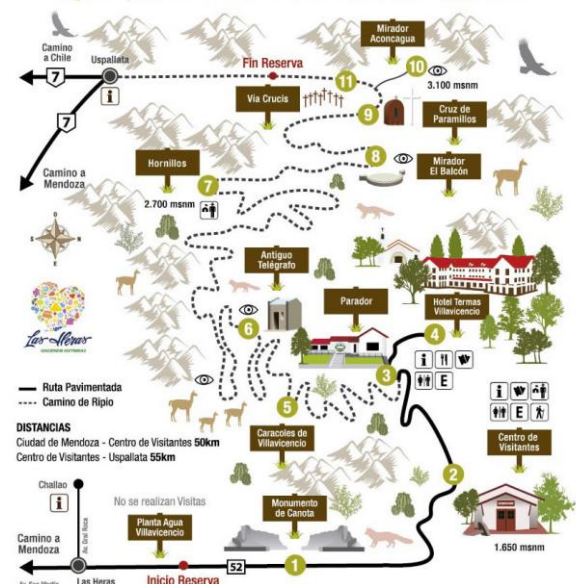 Camino
a Chile
Uspallata
7
i
7
Camino a
Mendoza
Fin Reserva
Mirador
Aconcagua
10
3.100 msnm
11
Vía Crucis
9
Cruz de
Paramillos
8
Mirador
El Balcón
Hornillos
7
2.700 msnm
O
S
N
E
Las Heras
Antiguo
Telégrafo
6
Parador
Hotel Termas
Villavicencio
4
i
E
3
5
Caracoles de
Villavicencio
i
E
Centro de
Visitantes
1.650 msnm
2
Ruta Pavimentada
Camino de Ripio
DISTANCIAS
Ciudad de Mendoza - Centro de Visitantes 50km
Centro de Visitantes - Uspallata 55km
Challao
i
No se realizan Visitas
Planta Agua
Villavicencio
Monumento
de Canota
Camino a
Mendoza
Av. Gral Roca
52
1
Las Heras
Inicio Reserva